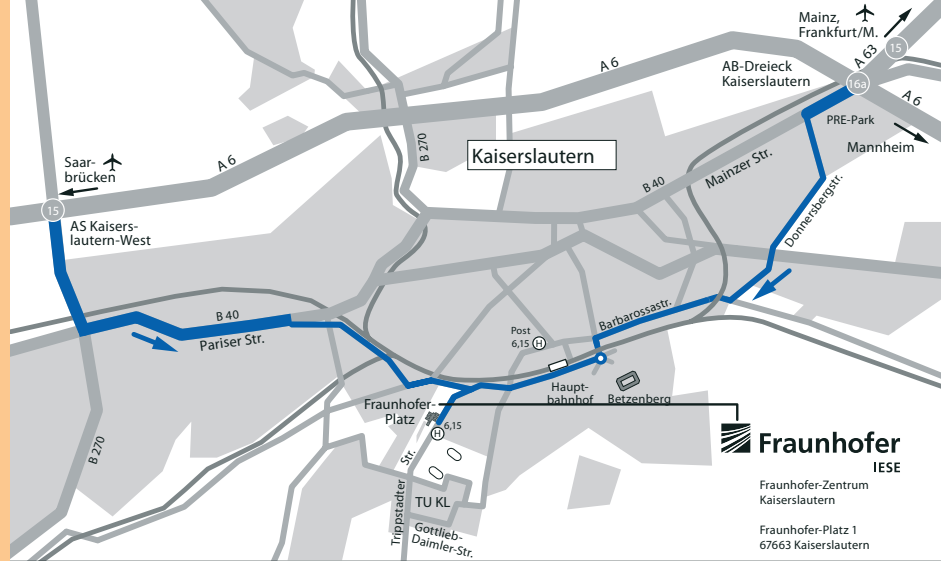 Mainz,
Frankfurt/M.
15
A 63
A 6
AB-Dreieck
Kaiserslautern
16a
A 6
PRE-Park
Mannheim
B 270
Kaiserslautern
Mainzer Str.
B 40
Saar-
brücken
A 6
15
AS Kaisers-
lautern-West
Donnersbergstr.
B 40
Pariser Str.
Barbarossastr.
Post
6,15 H
Haupt-
bahnhof
Betzenberg
Fraunhofer-
Platz
H 6,15
B 270
Trippstadter
Str.
TU KL
Gottlieb-
Daimler-Str.
Fraunhofer
IESE
Fraunhofer-Zentrum
Kaiserslautern
Fraunhofer-Platz 1
67663 Kaiserslautern